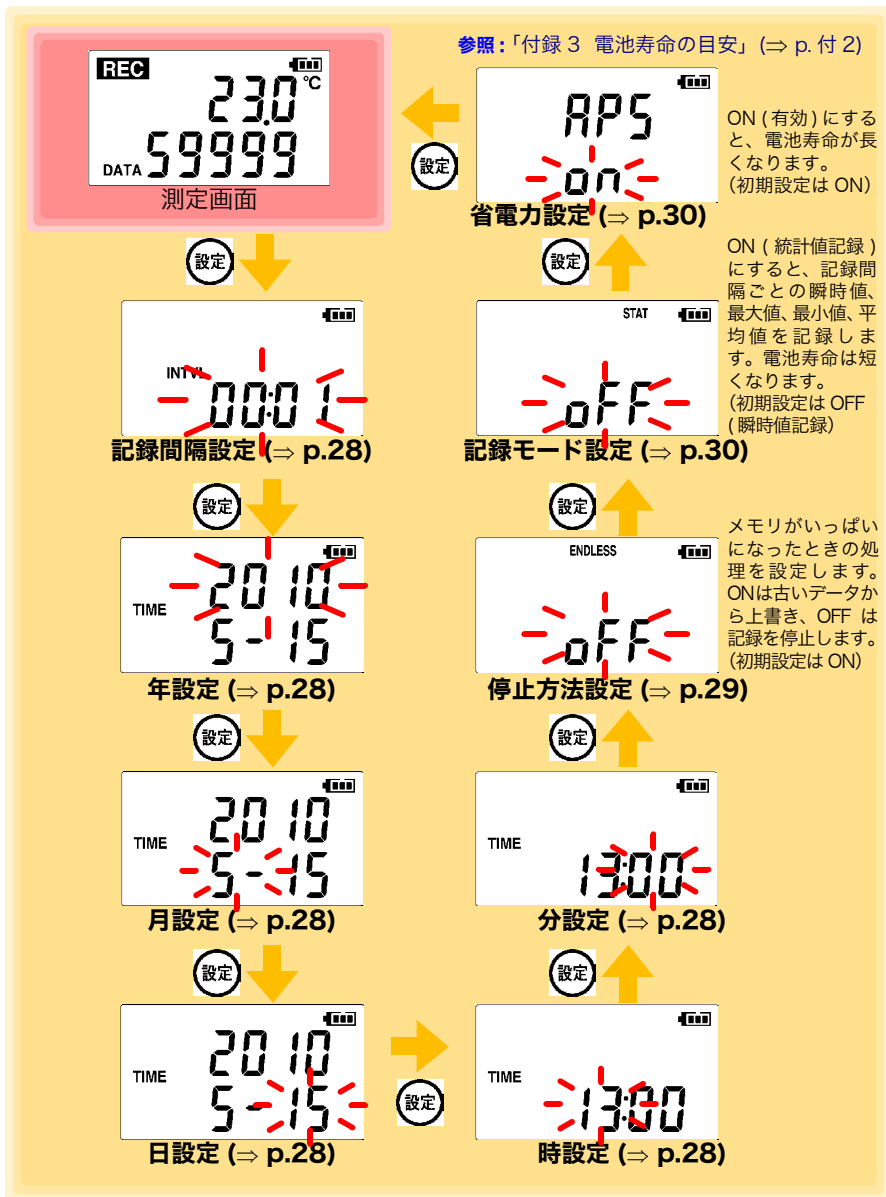 参照：「付録 3 電池寿命の目安」(⇒ p. 付 2)
REC
23.0 ℃
DATA 59999
測定画面
設定
INTVL
00:01
記録間隔設定 (⇒ p.28)
設定
2010
TIME
5-15
年設定 (⇒ p.28)
設定
2010
TIME
5-15
月設定 (⇒ p.28)
設定
2010
TIME
5-15
日設定 (⇒ p.28)
設定
TIME
13:00
時設定 (⇒ p.28)
設定
TIME
13:00
分設定 (⇒ p.28)
設定
ENDLESS
oFF
停止方法設定 (⇒ p.29)
メモリがいっぱい
になったときの処
理を設定します。
ONは古いデータか
ら上書き、OFF は
記録を停止します。
（初期設定は ON）
設定
STAT
oFF
記録モード設定 (⇒ p.30)
ON ( 統計値記録 )
にすると、記録間
隔ごとの瞬時値、
最大値、最小値、平
均値を記録しま
す。電池寿命は短
くなります。
（初期設定は OFF
( 瞬時値記録）
設定
APS
on
省電力設定 (⇒ p.30)
ON ( 有効 ) にする
と、電池寿命が長
くなります。
（初期設定は ON）
設定